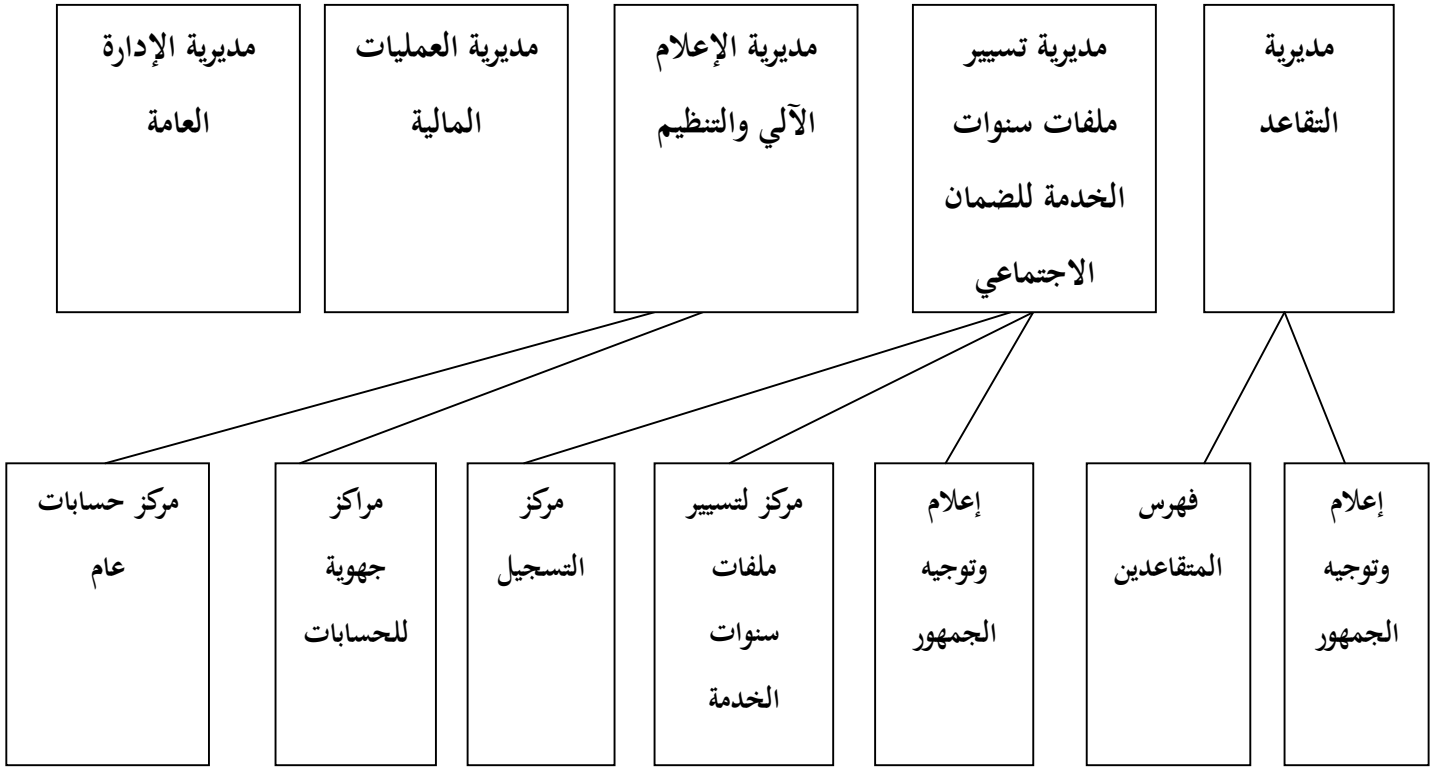 مديرية
التقاعد
مديرية تسيير
ملفات سنوات
الخدمة للضمان
الاجتماعي
مديرية الإعلام
الآلي والتنظيم
مديرية العمليات
المالية
مديرية الإدارة
العامة
إعلام
وتوجيه
الجمهور
فهرس
المتقاعدين
إعلام
وتوجيه
الجمهور
مركز لتسيير
ملفات
سنوات
الخدمة
مركز
التسجيل
مراكز
جهوية
للحسابات
مركز حسابات
عام